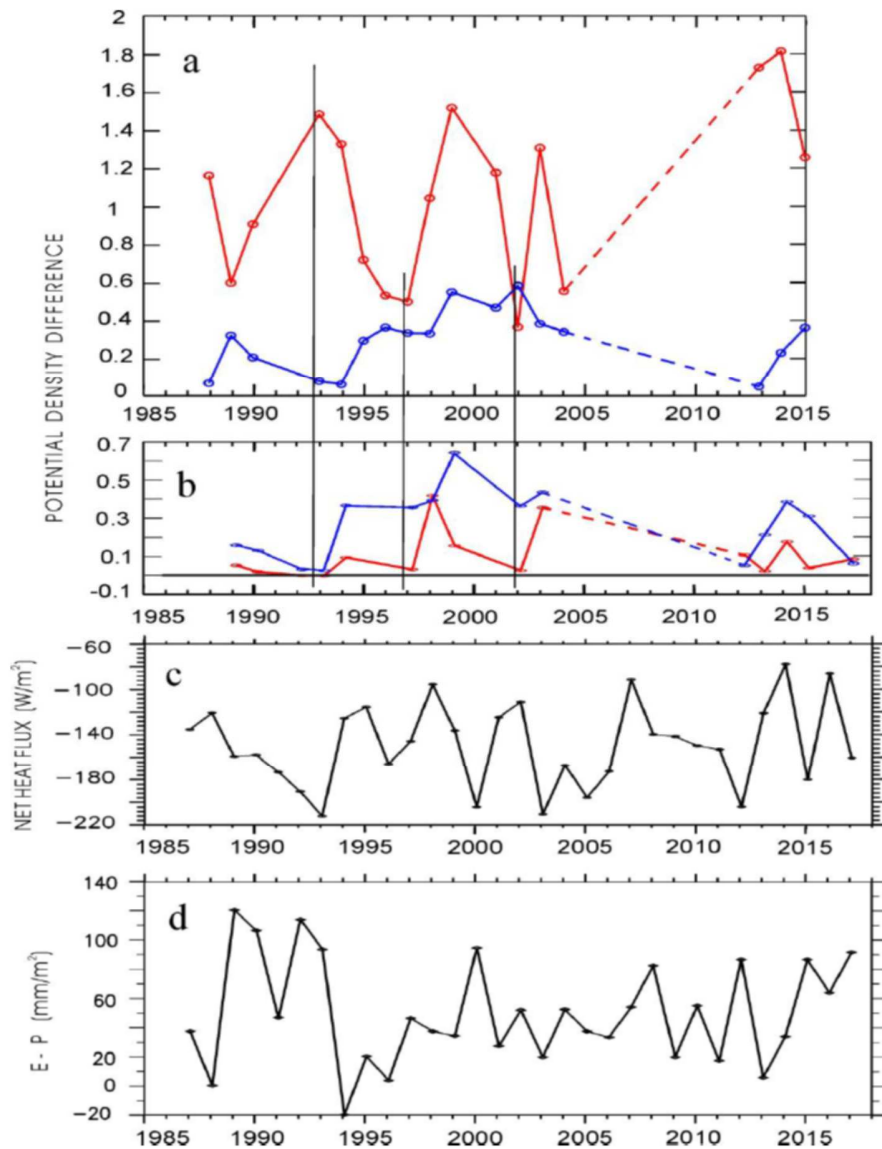 POTENTIAL DENSITY DIFFERENCE
a
2
1.8
1.4
1.2
1
0.8
0.6
0.4
0.2
0
1985 1990 1995 2000 2005 2010 2015
b
0.7
0.5
0.3
0.1
-0.1
1985 1990 1995 2000 2005 2010 2015
NET HEAT FLUX (W/m²)
c
−60
−100
−140
−180
−220
1985 1990 1995 2000 2005 2010 2015
E - P (mm/m²)
d
140
100
60
20
0
−20
1985 1990 1995 2000 2005 2010 2015